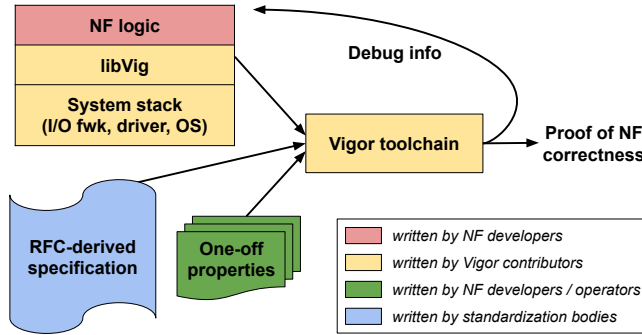 NF logic
libVig
System stack
(I/O fwk, driver, OS)
Debug info
Vigor toolchain
Proof of NF
correctness
RFC-derived
specification
One-off
properties
written by NF developers
written by Vigor contributors
written by NF developers / operators
written by standardization bodies